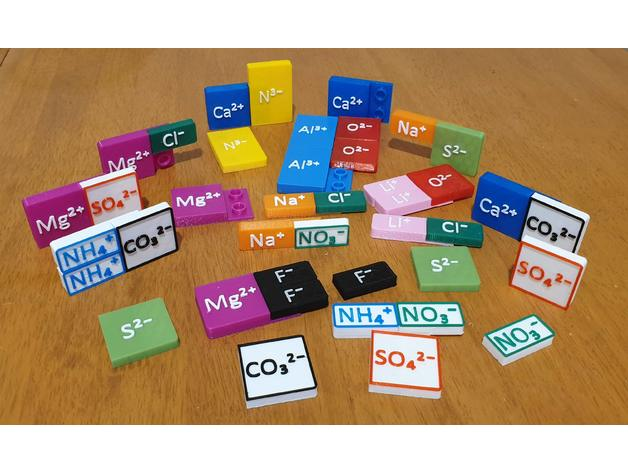 Ca²⁺
N³⁻
Ca²⁺
Mg²⁺
Cl⁻
N³⁻
Al³⁺
O²⁻
Al³⁺
O²⁻
Na⁺
S²⁻
Mg²⁺
SO₄²⁻
Mg²⁺
Na⁺
Cl⁻
Li⁺
Li⁺
O²⁻
Ca²⁺
CO₃²⁻
NH₄⁺
NH₄⁺
CO₃²⁻
Na⁺
NO₃⁻
Li⁺
Cl⁻
Mg²⁺
F⁻
F⁻
F⁻
S²⁻
SO₄²⁻
S²⁻
NH₄⁺
NO₃⁻
NO₃⁻
CO₃²⁻
SO₄²⁻